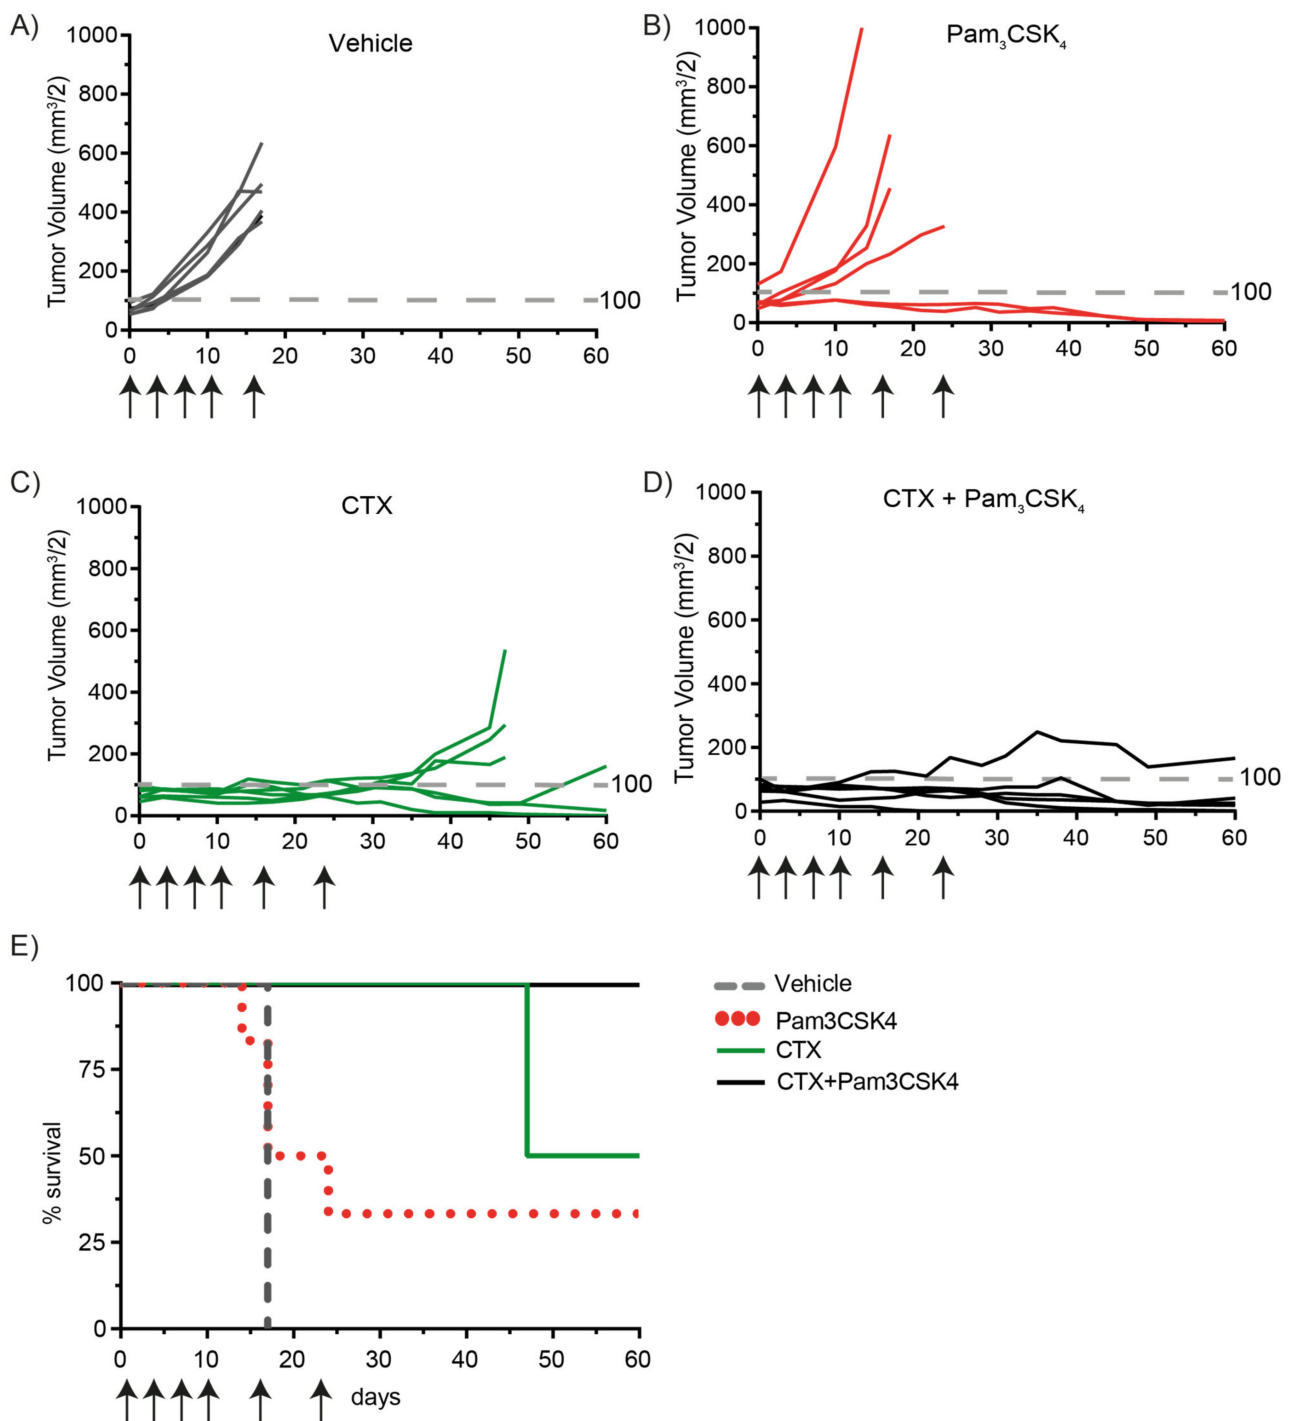 A)
Vehicle
Tumor Volume (mm³/2)
1000
800
600
400
200
0
100
0 10 20 30 40 50 60
B)
Pam₃CSK₄
Tumor Volume (mm³/2)
1000
800
600
400
200
0
100
0 10 20 30 40 50 60
C)
CTX
Tumor Volume (mm³/2)
1000
800
600
400
200
0
100
0 10 20 30 40 50 60
D)
CTX + Pam₃CSK₄
Tumor Volume (mm³/2)
1000
800
600
400
200
0
100
0 10 20 30 40 50 60
E)
% survival
100
75
50
25
0
0 10 20 30 40 50 60
days
Vehicle
Pam3CSK4
CTX
CTX+Pam3CSK4